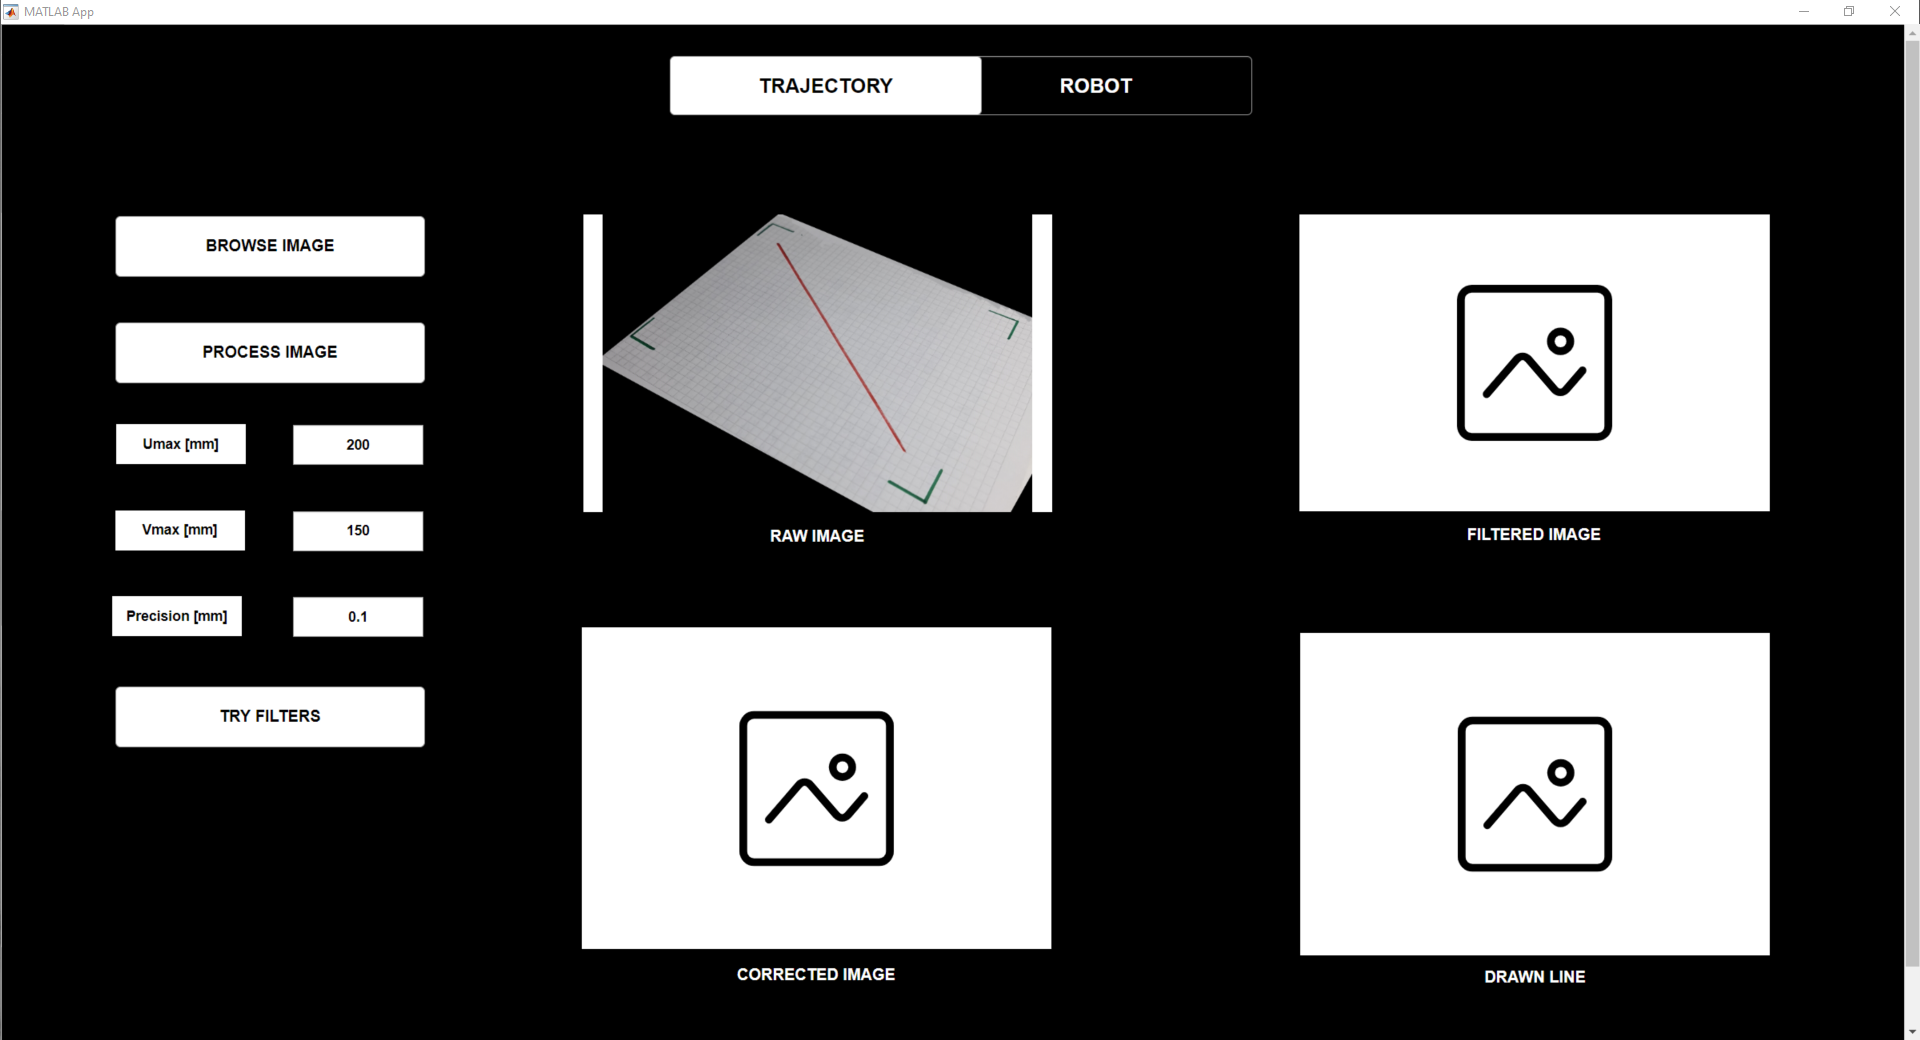 MATLAB App
TRAJECTORY
ROBOT
BROWSE IMAGE
PROCESS IMAGE
Umax [mm]
200
Vmax [mm]
150
Precision [mm]
0.1
TRY FILTERS
RAW IMAGE
FILTERED IMAGE
CORRECTED IMAGE
DRAWN LINE